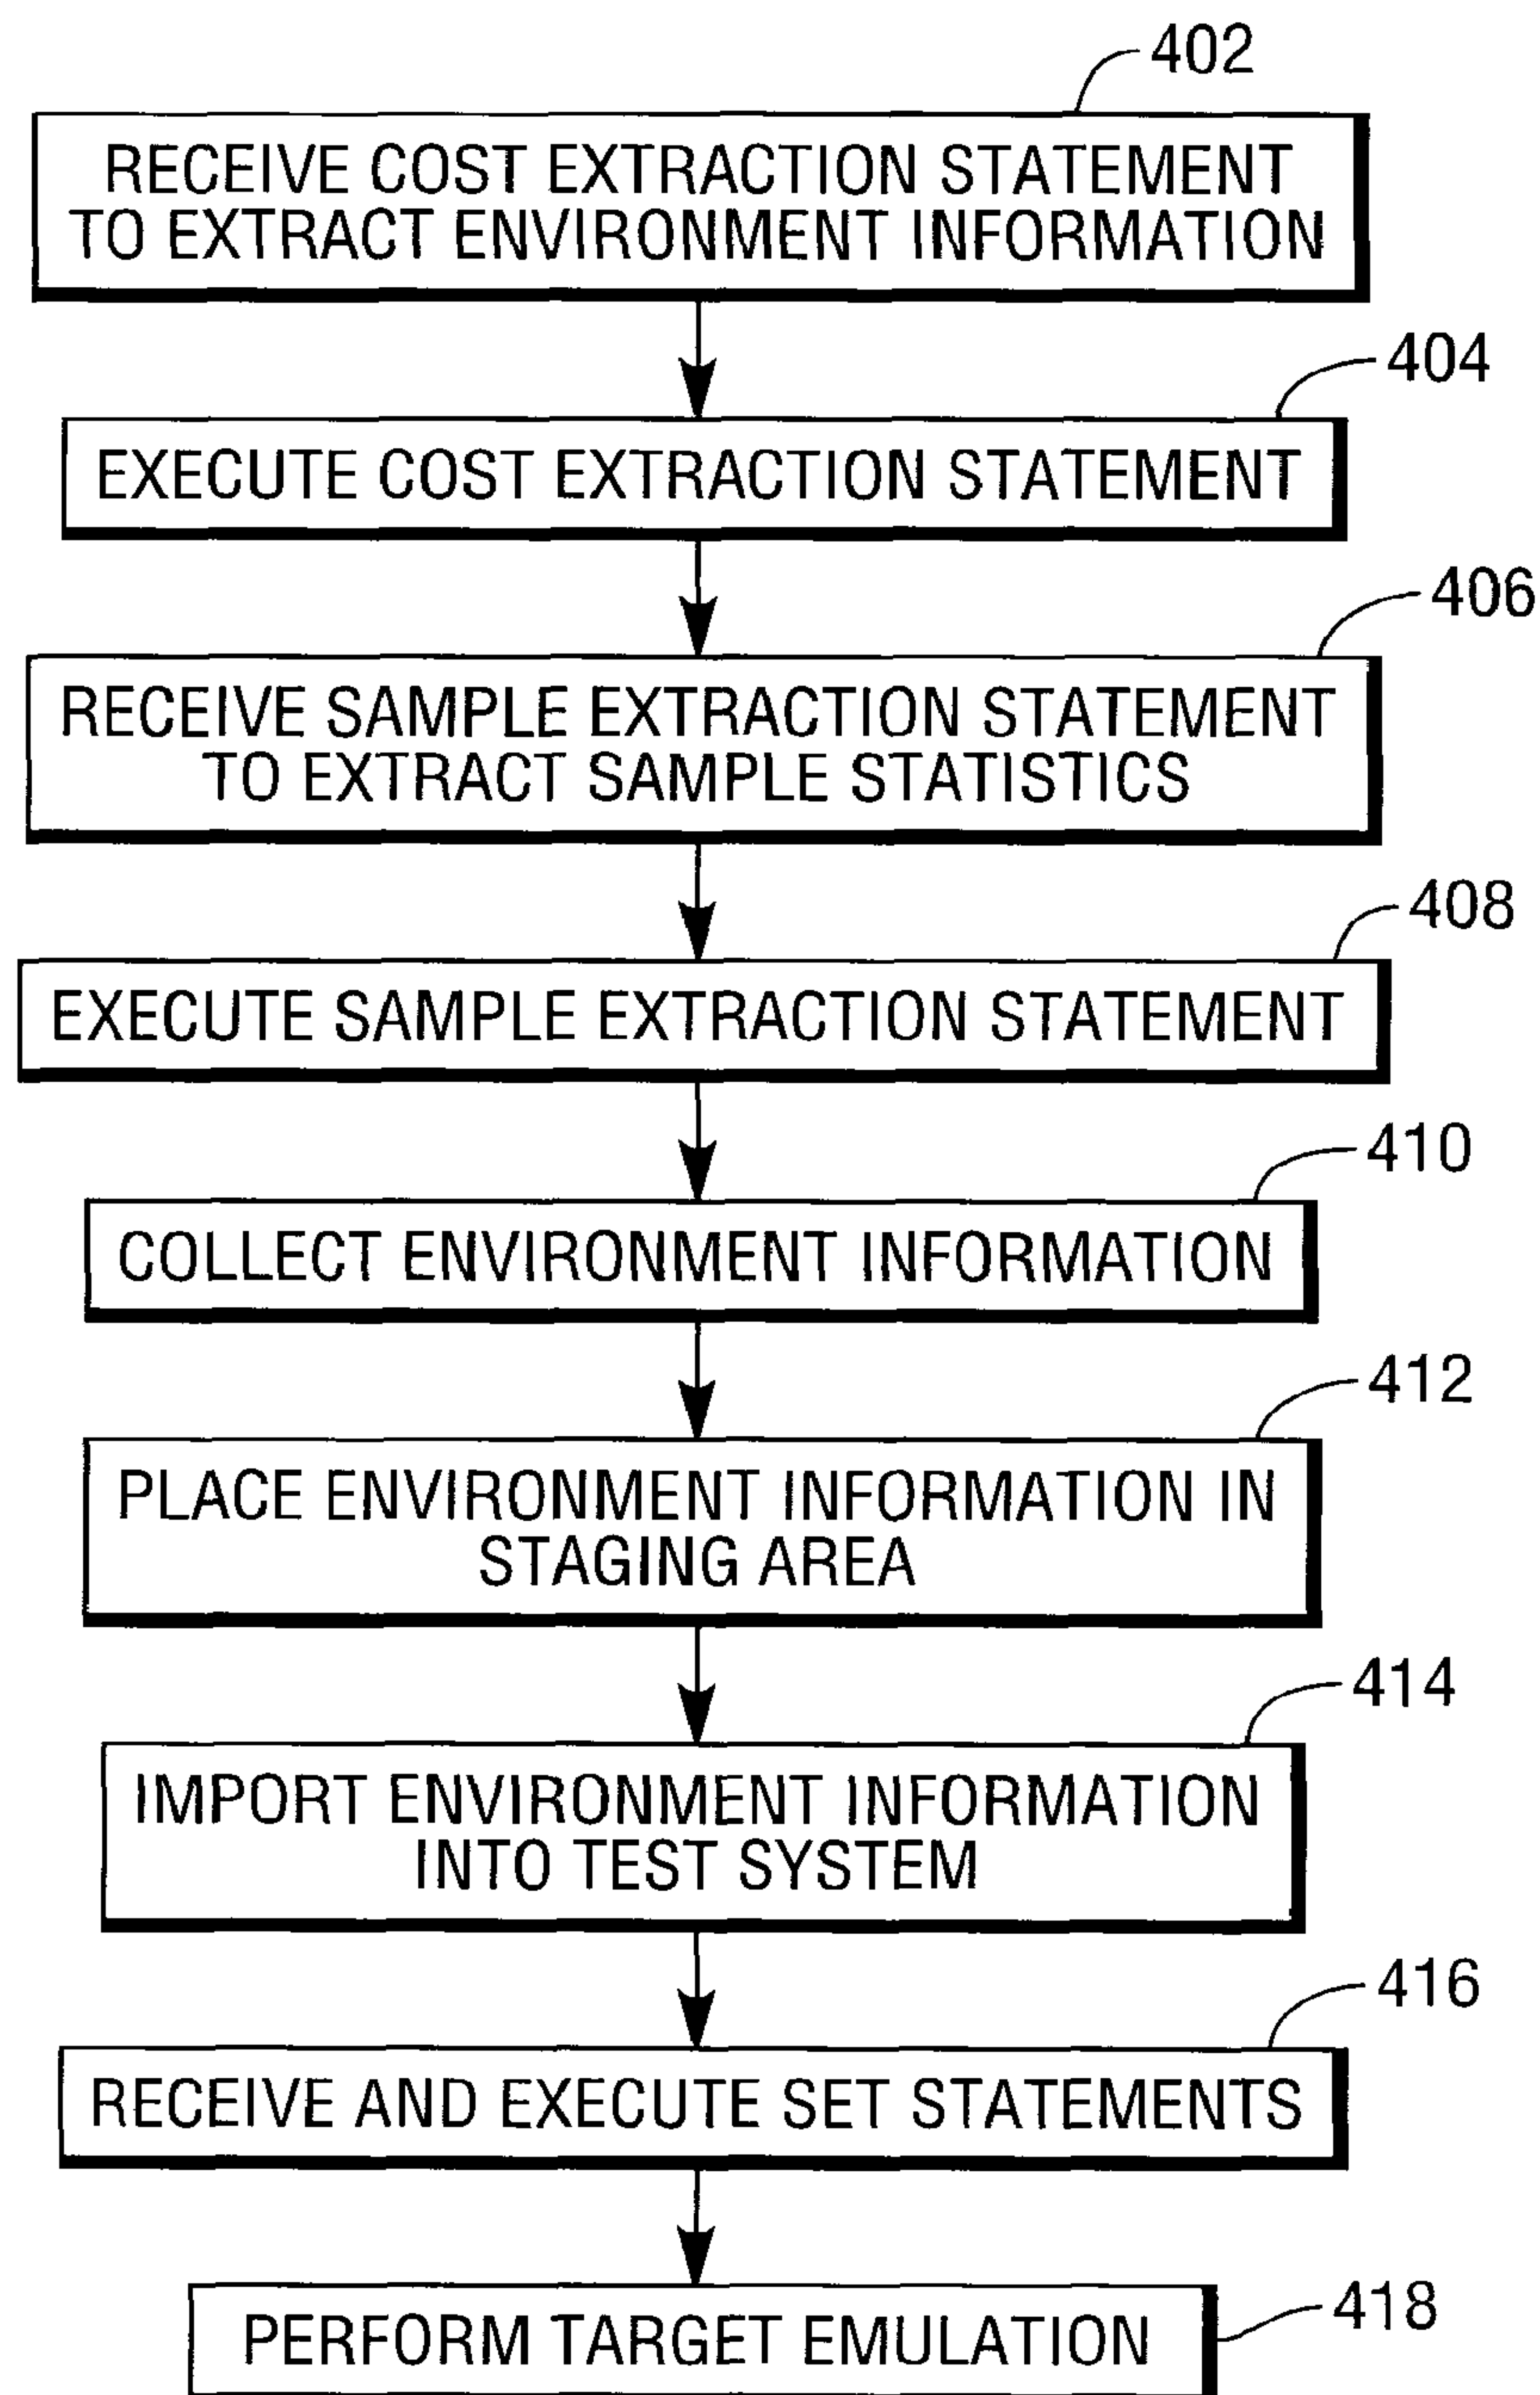 402
RECEIVE COST EXTRACTION STATEMENT
TO EXTRACT ENVIRONMENT INFORMATION
404
EXECUTE COST EXTRACTION STATEMENT
406
RECEIVE SAMPLE EXTRACTION STATEMENT
TO EXTRACT SAMPLE STATISTICS
408
EXECUTE SAMPLE EXTRACTION STATEMENT
410
COLLECT ENVIRONMENT INFORMATION
412
PLACE ENVIRONMENT INFORMATION IN
STAGING AREA
414
IMPORT ENVIRONMENT INFORMATION
INTO TEST SYSTEM
416
RECEIVE AND EXECUTE SET STATEMENTS
418
PERFORM TARGET EMULATION